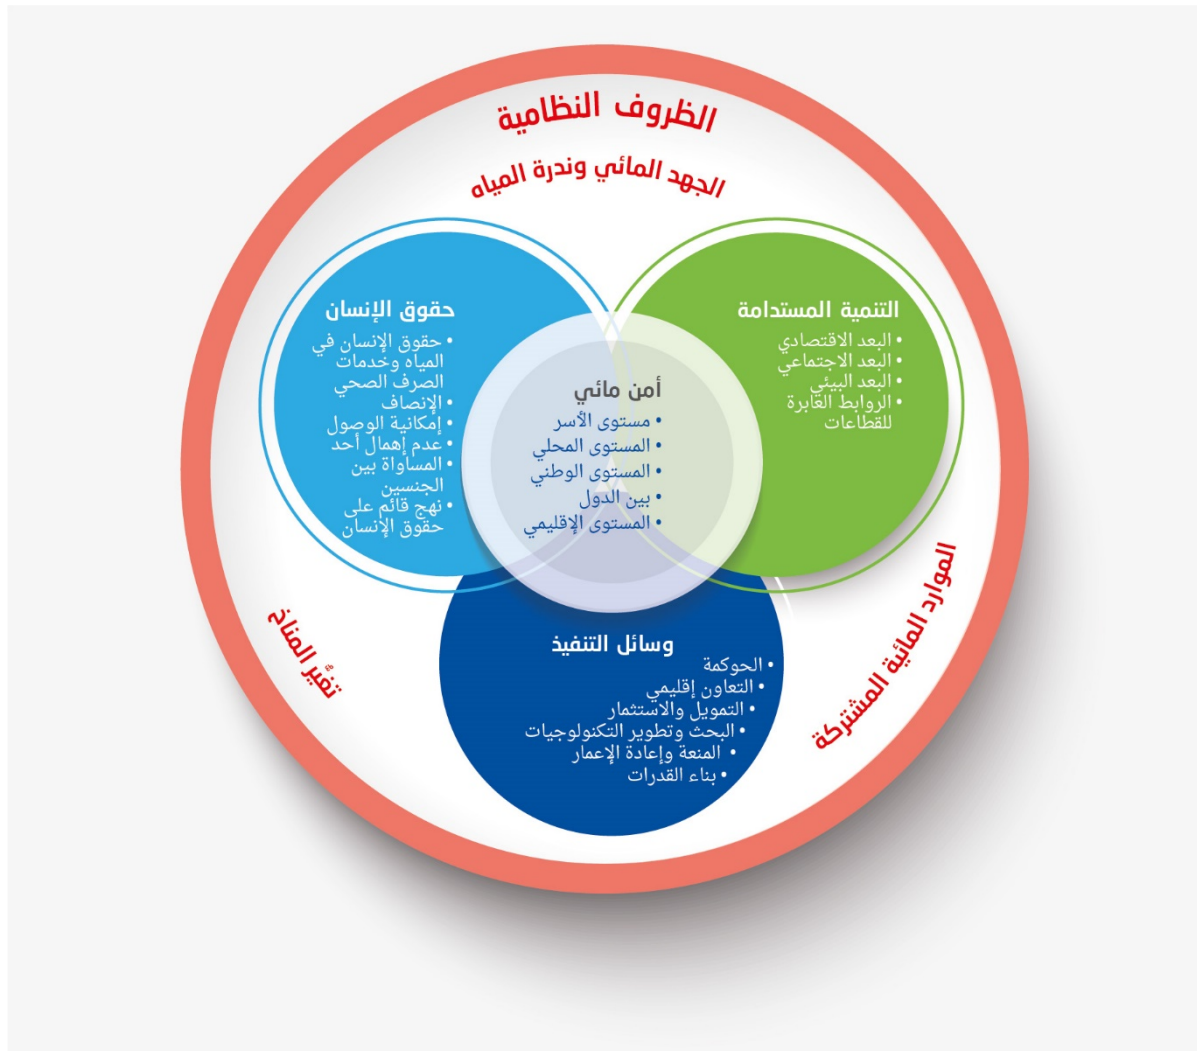 الظروف النظامية
الجهد المائي وندرة المياه
التنمية المستدامة
• البعد الاقتصادي
• البعد الاجتماعي
• البعد البيئي
• الروابط العابرة
للقطاعات
حقوق الإنسان
• حقوق الإنسان في
المياه وخدمات
الصرف الصحي
• الإنصاف
• إمكانية الوصول
• عدم إهمال أحد
• المساواة بين
الجنسين
• نهج قائم على
حقوق الإنسان
أمن مائي
• مستوى الأسر
• المستوى المحلي
• المستوى الوطني
• بين الدول
• المستوى الإقليمي
وسائل التنفيذ
• الحوكمة
• التعاون إقليمي
• التمويل والاستثمار
• البحث وتطوير التكنولوجيات
• المنعة وإعادة الإعمار
• بناء القدرات
الموارد المائية المشتركة
تغيُّر المناخ